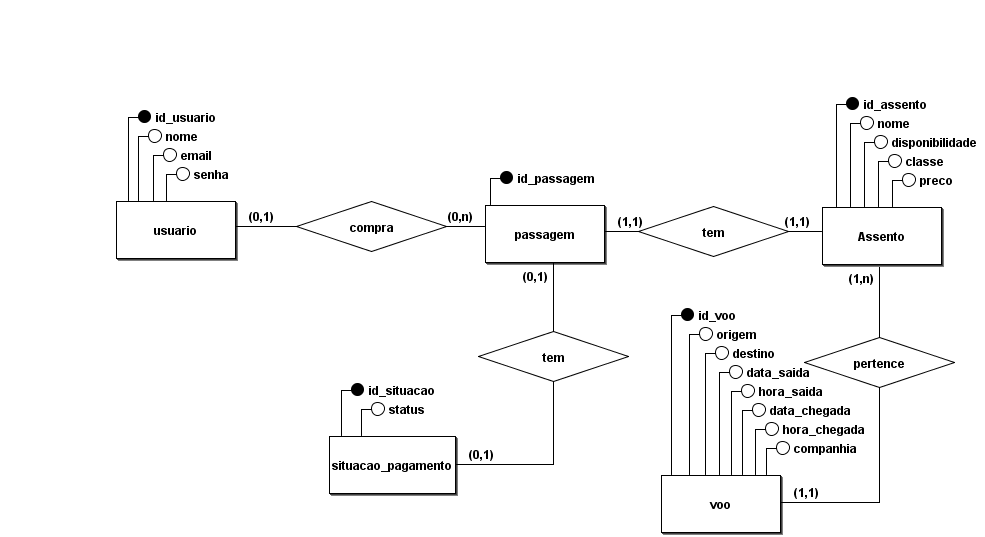 id_usuario
nome
email
senha
usuario
(0,1)
compra
(0,n)
id_passagem
passagem
(1,1)
tem
(1,1)
id_assento
nome
disponibilidade
classe
preco
Assento
(0,1)
tem
(0,1)
id_situacao
status
situacao_pagamento
(1,n)
pertence
(1,1)
id_voo
origem
destino
data_saida
hora_saida
data_chegada
hora_chegada
companhia
voo